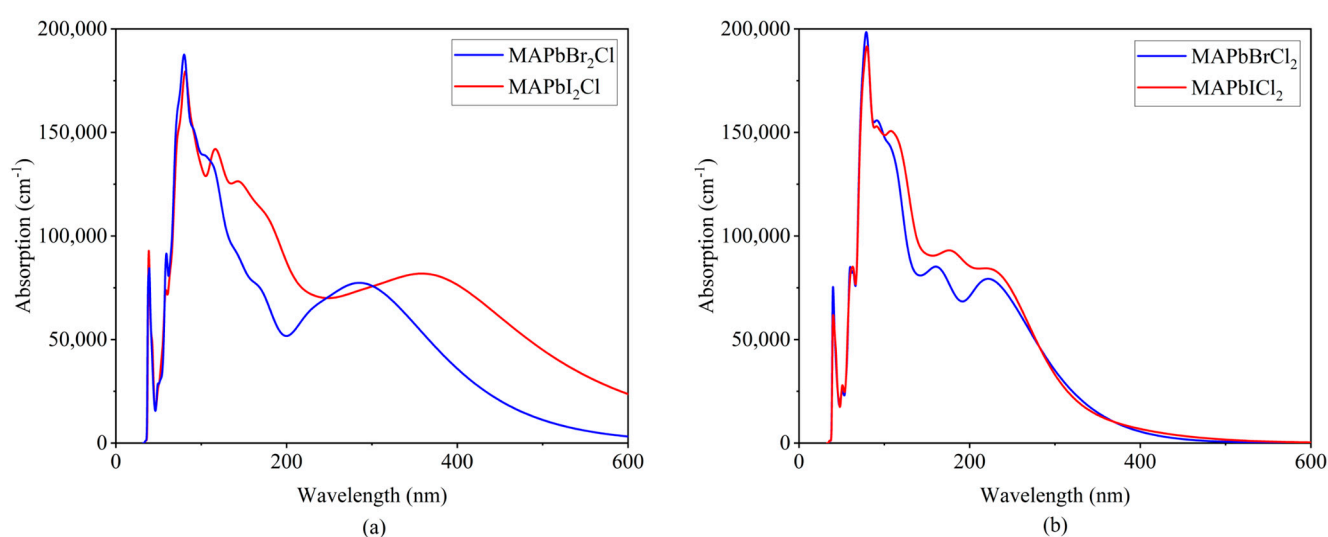 200,000
150,000
100,000
50,000
0
Absorption (cm⁻¹)
MAPbBr₂Cl
MAPbI₂Cl
0 200 400 600
Wavelength (nm)
(a)
200,000
150,000
100,000
50,000
0
Absorption (cm⁻¹)
MAPbBrCl₂
MAPbICl₂
0 200 400 600
Wavelength (nm)
(b)